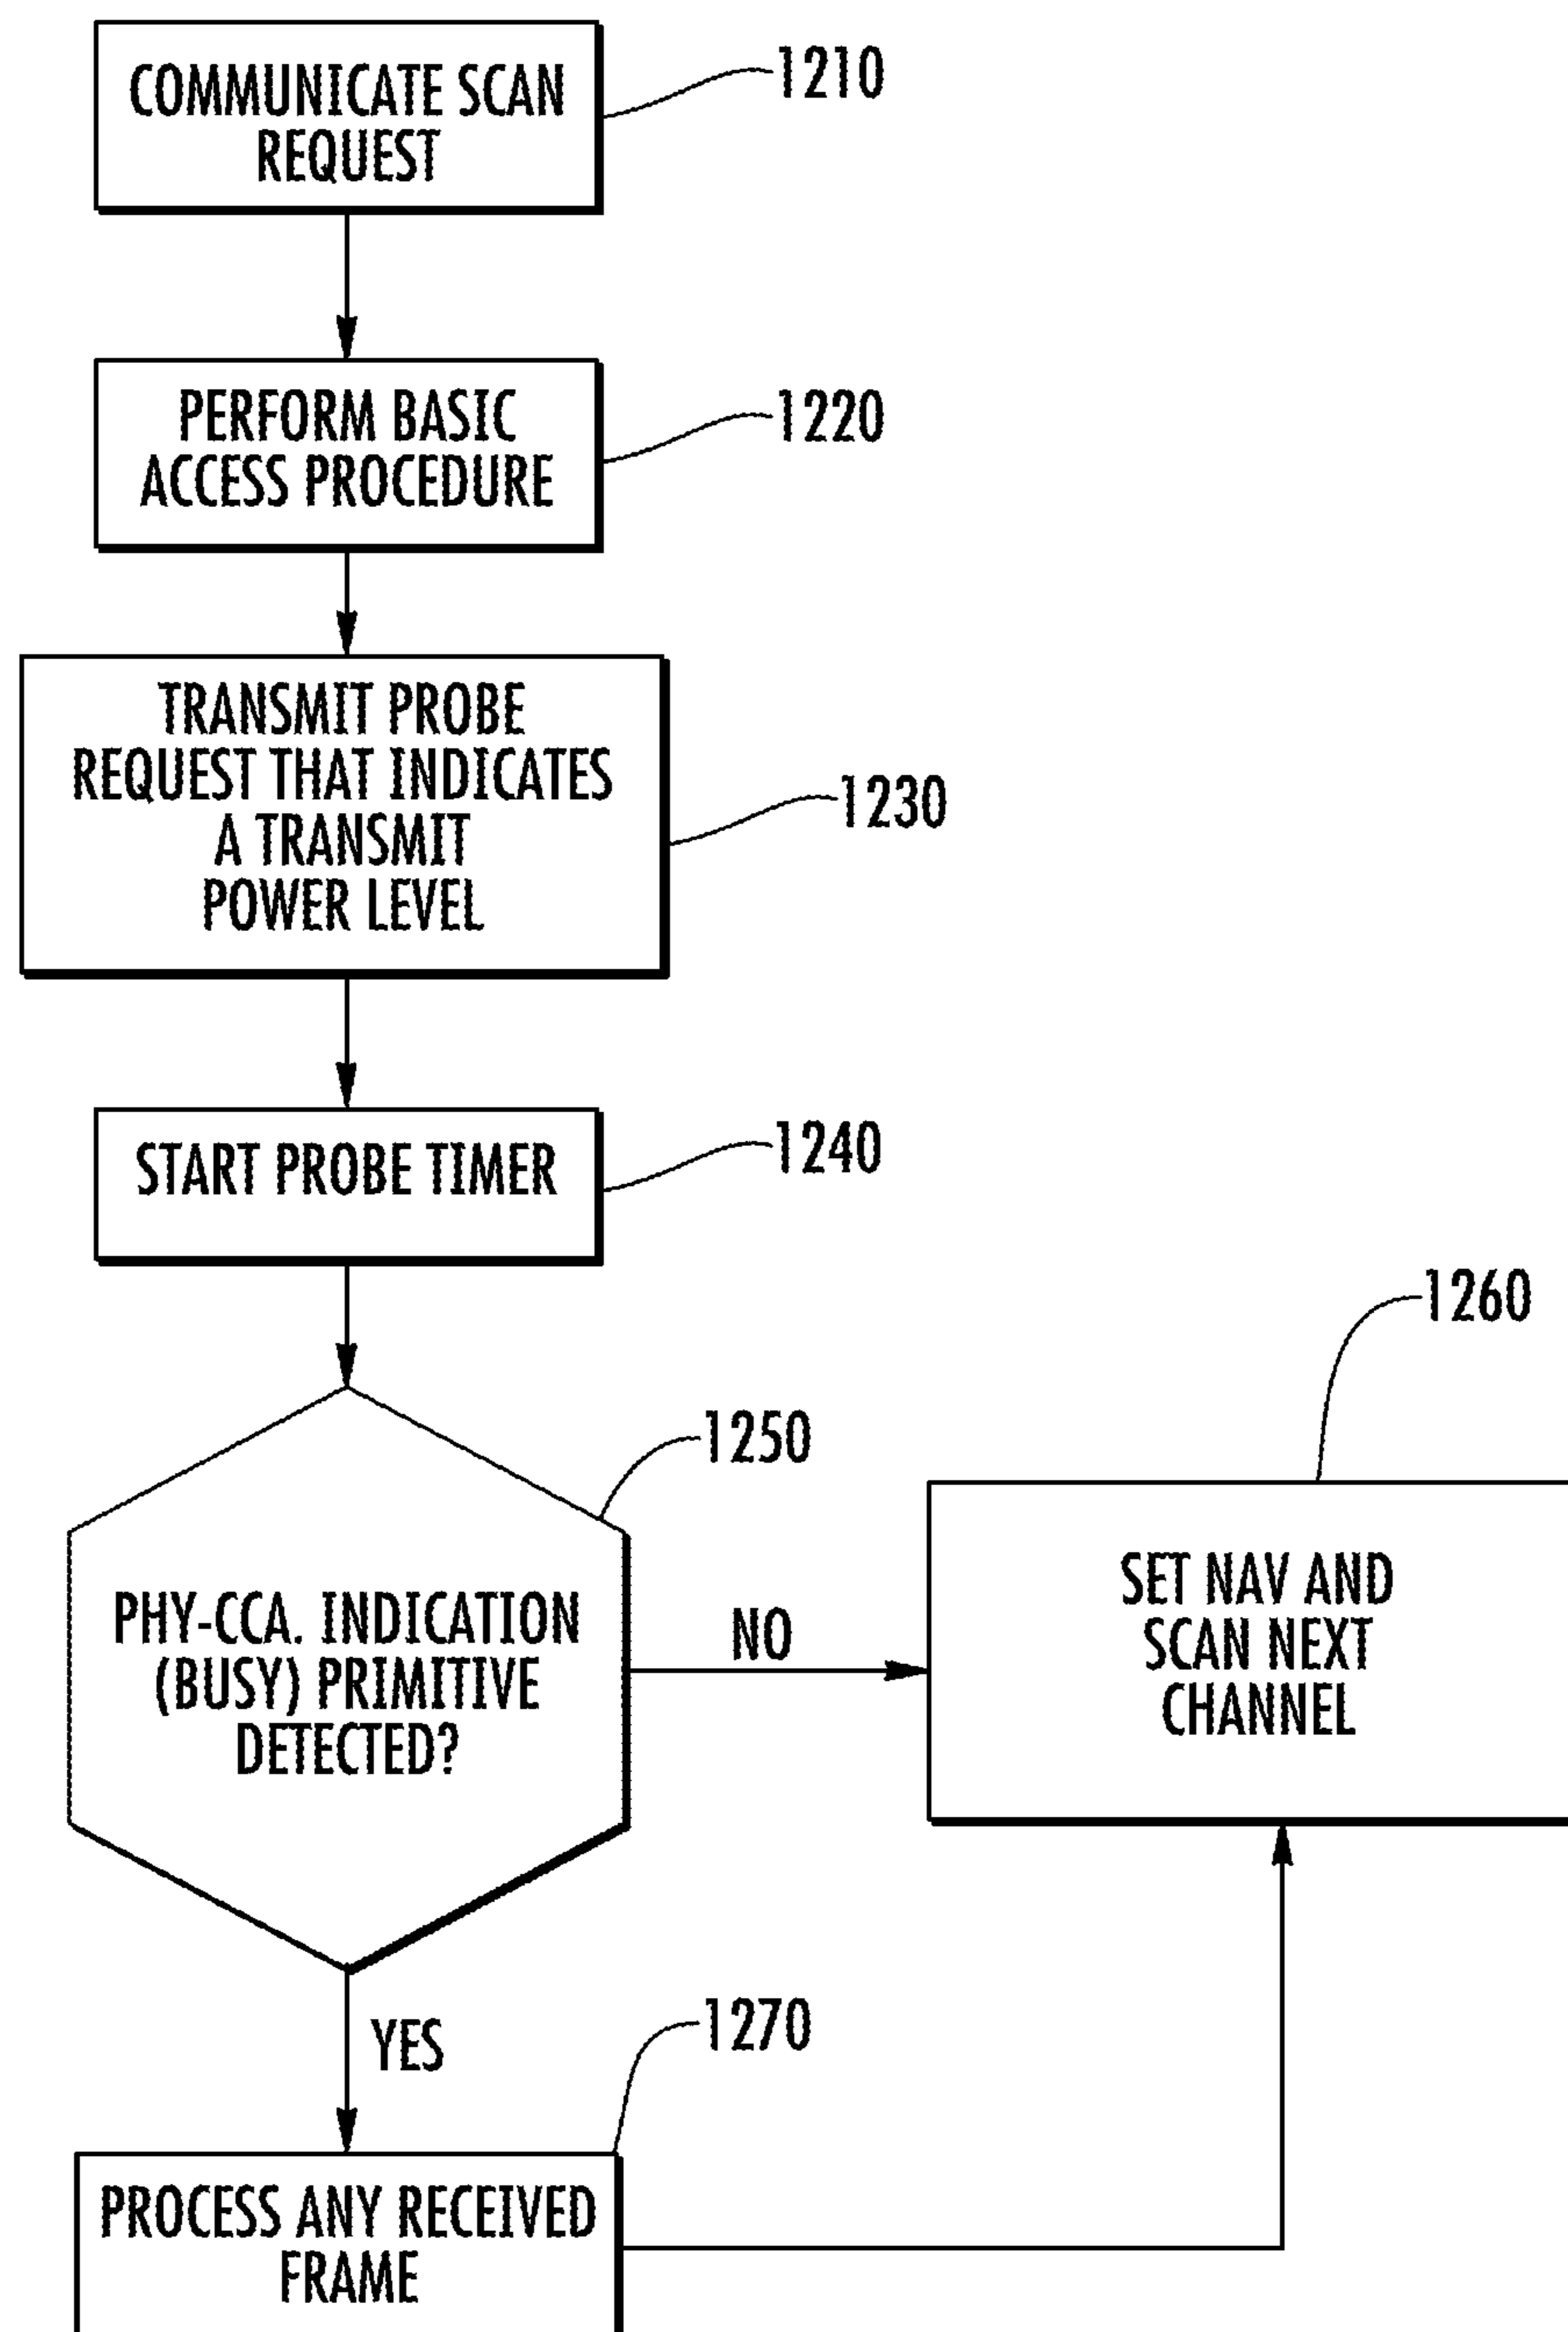 COMMUNICATE SCAN
REQUEST
1210
PERFORM BASIC
ACCESS PROCEDURE
1220
TRANSMIT PROBE
REQUEST THAT INDICATES
A TRANSMIT
POWER LEVEL
1230
START PROBE TIMER
1240
1250
PHY-CCA. INDICATION
(BUSY) PRIMITIVE
DETECTED?
NO
1260
SET NAV AND
SCAN NEXT
CHANNEL
YES
1270
PROCESS ANY RECEIVED
FRAME